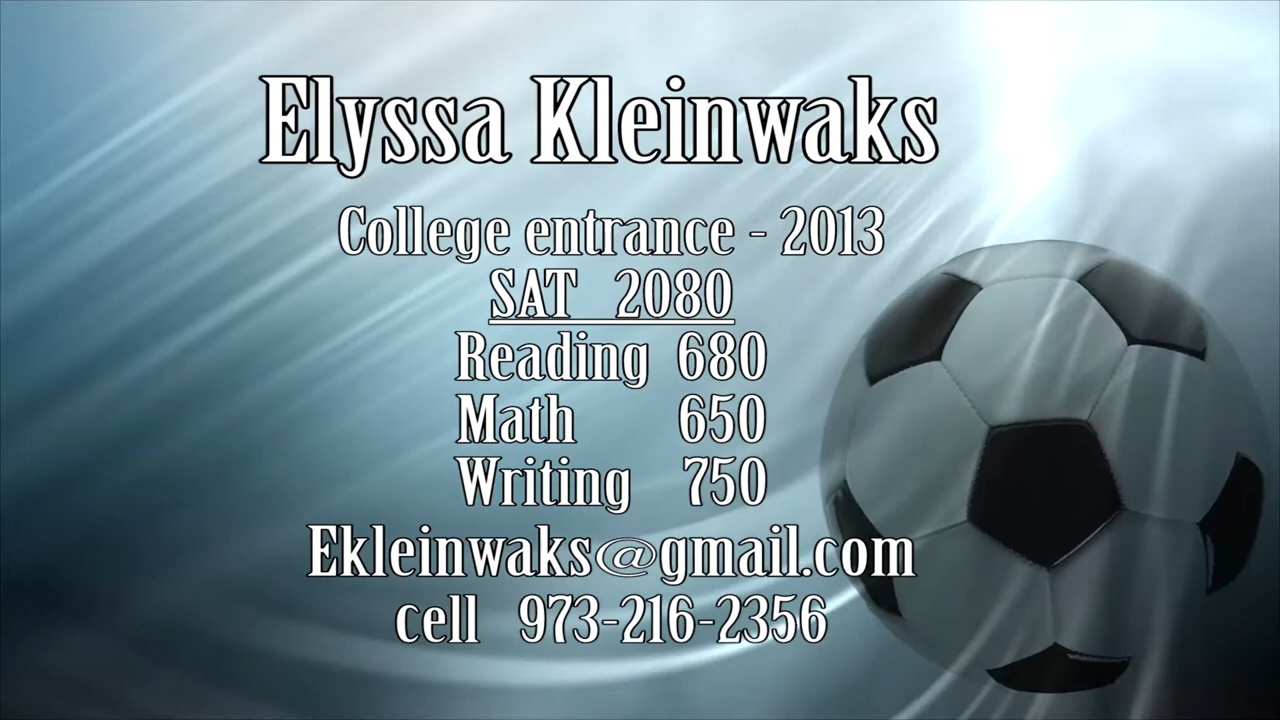 Elyssa Kleinwaks
College entrance - 2013
SAT 2080
Reading 680
Math 650
Writing 750
Ekleinwaks@gmail.com
cell 973-216-2356